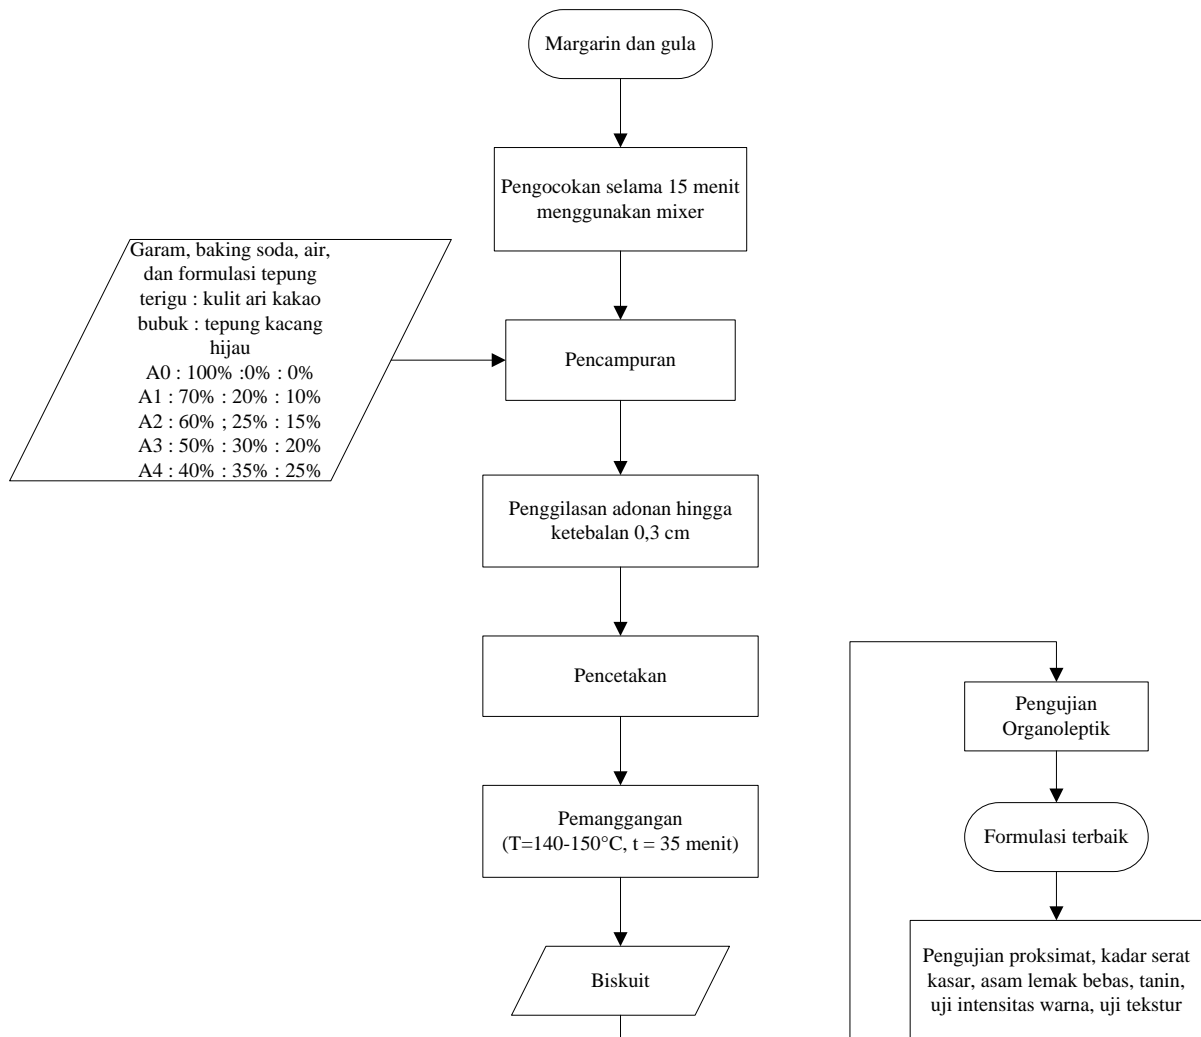 Margarin dan gula
Pengocokan selama 15 menit
menggunakan mixer
Garam, baking soda, air,
dan formulasi tepung
terigu : kulit ari kakao
bubuk : tepung kacang
hijau
A0 : 100% :0% : 0%
A1 : 70% : 20% : 10%
A2 : 60% ; 25% : 15%
A3 : 50% : 30% : 20%
A4 : 40% : 35% : 25%
Pencampuran
Penggilasan adonan hingga
ketebalan 0,3 cm
Pencetakan
Pemanggangan
(T=140-150°C, t = 35 menit)
Biskuit
Pengujian
Organoleptik
Formulasi terbaik
Pengujian proksimat, kadar serat
kasar, asam lemak bebas, tanin,
uji intensitas warna, uji tekstur